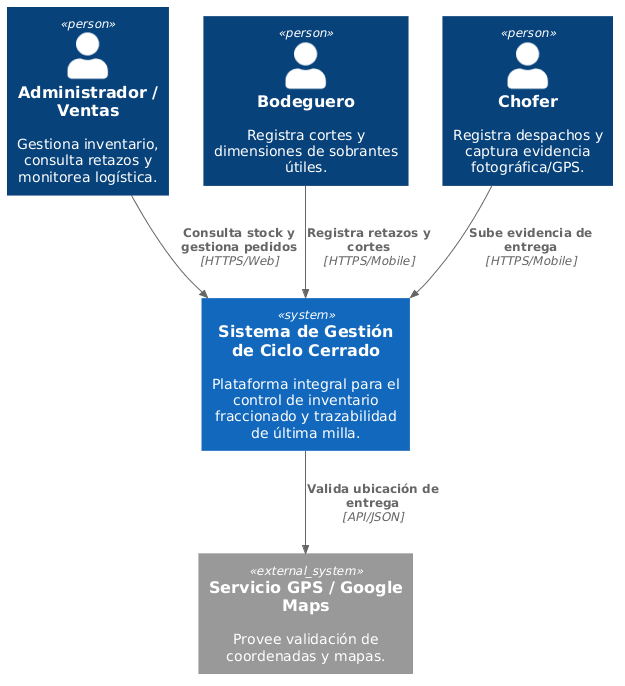 «person»
Administrador /
Ventas
Gestiona inventario,
consulta retazos y
monitorea logística.
«person»
Bodeguero
Registra cortes y
dimensiones de sobrantes
útiles.
«person»
Chofer
Registra despachos y
captura evidencia
fotográfica/GPS.
Consulta stock y
gestiona pedidos
[HTTPS/Web]
Registra retazos y
cortes
[HTTPS/Mobile]
Sube evidencia de
entrega
[HTTPS/Mobile]
«system»
Sistema de Gestión
de Ciclo Cerrado
Plataforma integral para el
control de inventario
fraccionado y trazabilidad
de última milla.
Valida ubicación de
entrega
[API/JSON]
«external_system»
Servicio GPS / Google
Maps
Provee validación de
coordenadas y mapas.